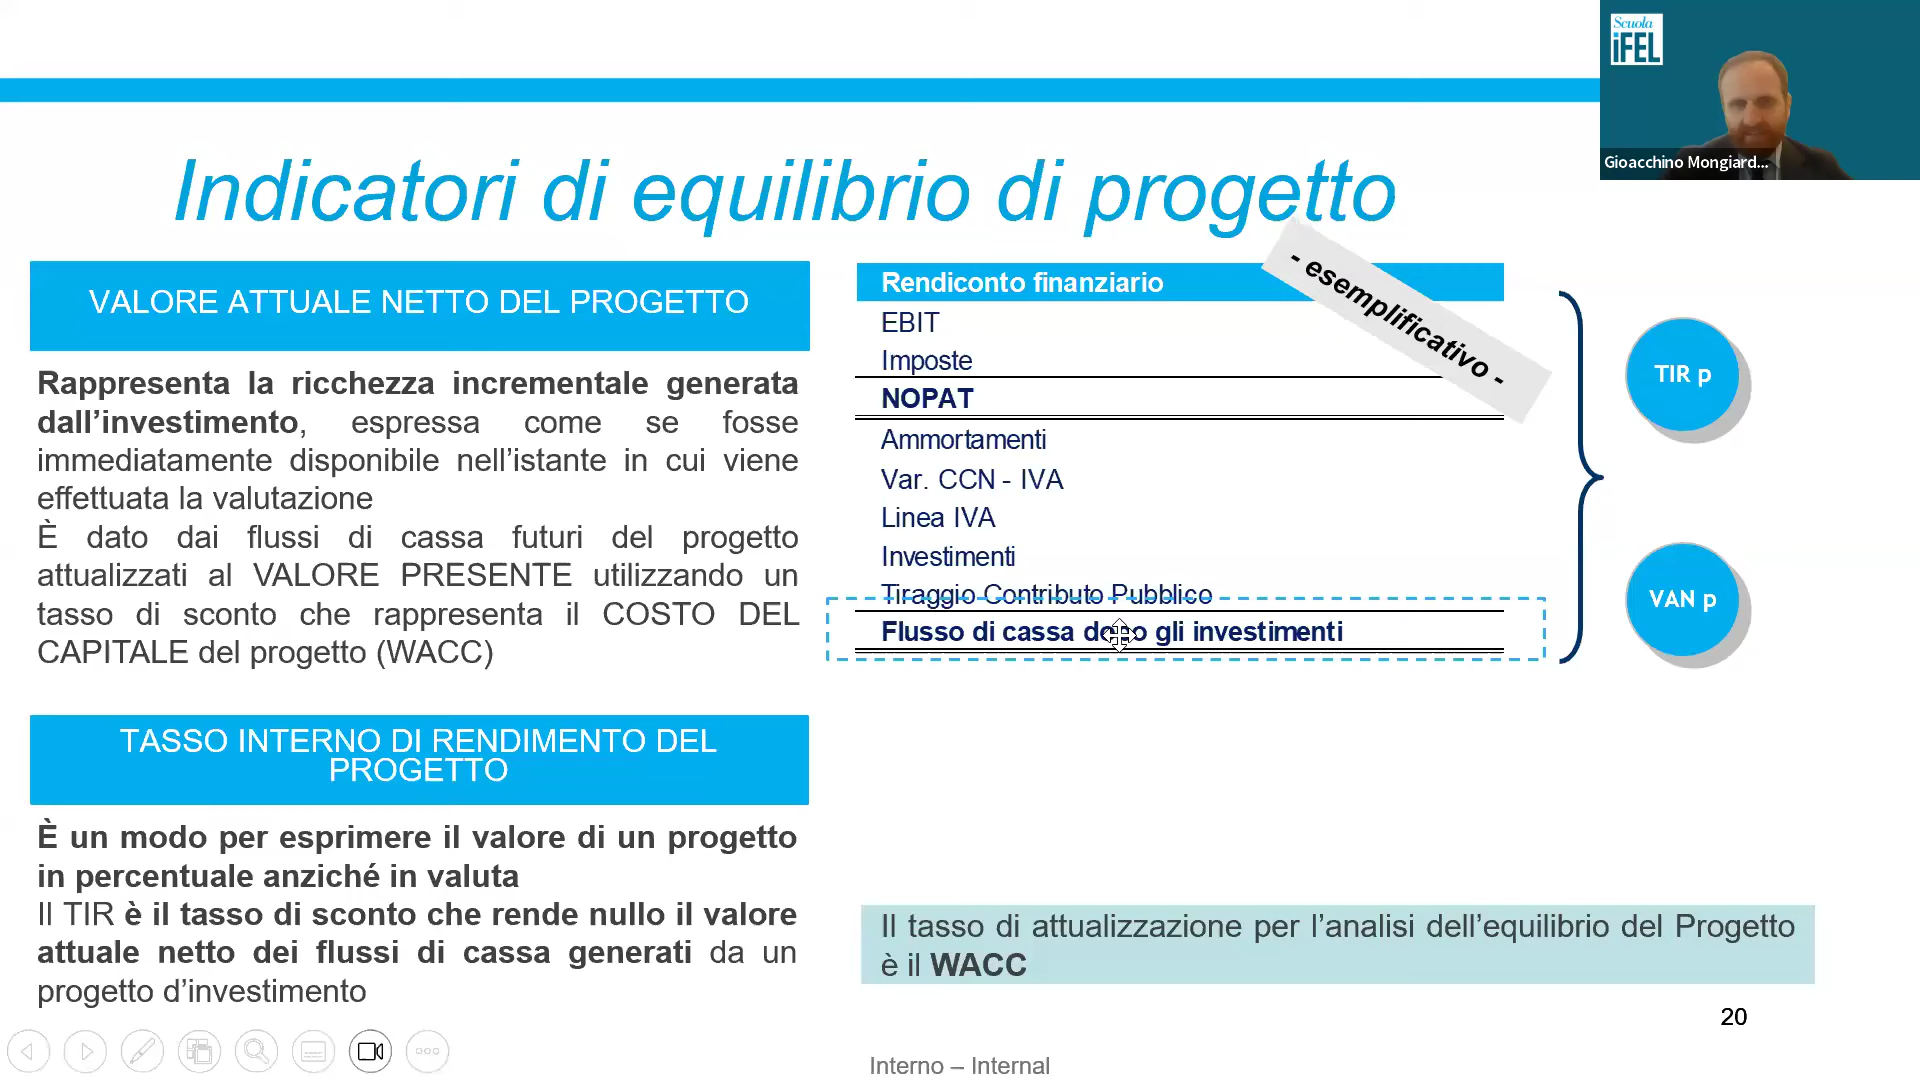 Scuola
iFEL
Gioacchino Mongiard...
Indicatori di equilibrio di progetto
VALORE ATTUALE NETTO DEL PROGETTO
Rappresenta la ricchezza incrementale generata
dall’investimento, espressa come se fosse
immediatamente disponibile nell’istante in cui viene
effettuata la valutazione
È dato dai flussi di cassa futuri del progetto
attualizzati al VALORE PRESENTE utilizzando un
tasso di sconto che rappresenta il COSTO DEL
CAPITALE del progetto (WACC)
TASSO INTERNO DI RENDIMENTO DEL
PROGETTO
È un modo per esprimere il valore di un progetto
in percentuale anziché in valuta
Il TIR è il tasso di sconto che rende nullo il valore
attuale netto dei flussi di cassa generati da un
progetto d’investimento
Rendiconto finanziario
- esemplificativo -
EBIT
Imposte
NOPAT
Ammortamenti
Var. CCN - IVA
Linea IVA
Investimenti
Tiraggio Contributo Pubblico
Flusso di cassa dopo gli investimenti
TIR p
VAN p
Il tasso di attualizzazione per l’analisi dell’equilibrio del Progetto
è il WACC
20
Interno – Internal